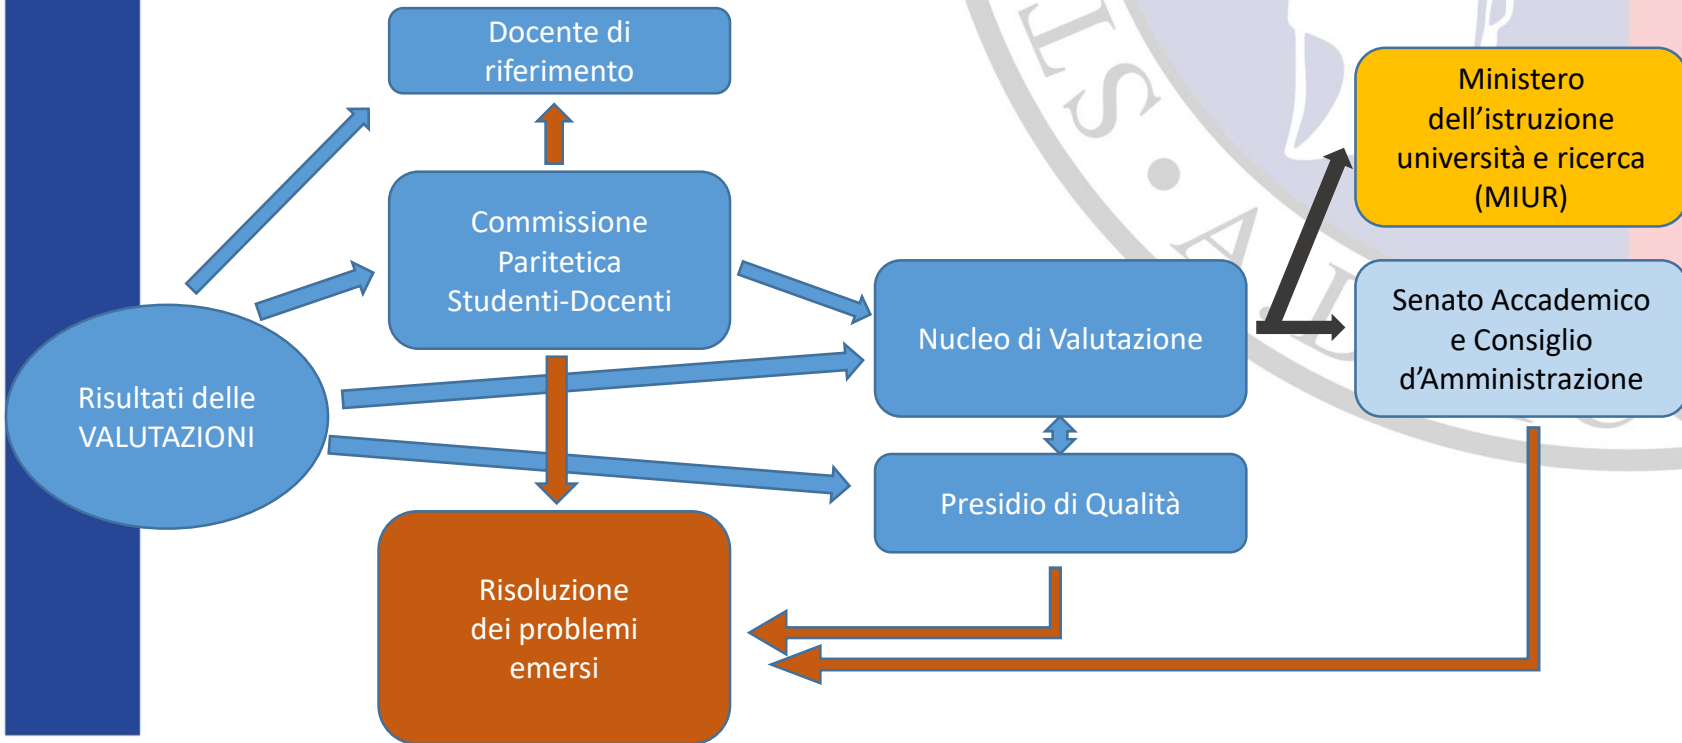 Docente di
riferimento
Ministero
dell’istruzione
università e ricerca
(MIUR)
Commissione
Paritetica
Studenti-Docenti
Nucleo di Valutazione
Senato Accademico
e Consiglio
d’Amministrazione
Risultati delle
VALUTAZIONI
Presidio di Qualità
Risoluzione
dei problemi
emersi